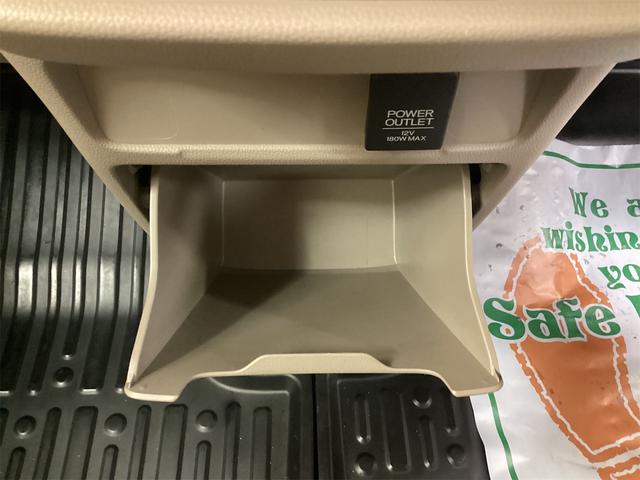 POWER
OUTLET
12V
180W MAX
We a
Wishin
yo
Safe